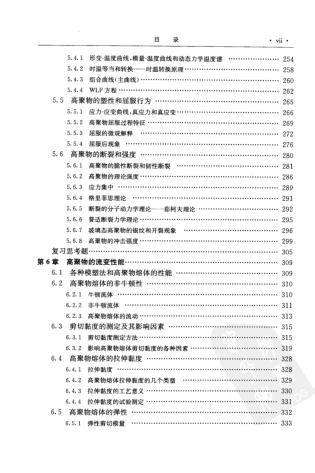 目 录 · vii ·
5.4.1 形变-温度曲线,模量-温度曲线和动态力学温度谱 …… 254
5.4.2 时温等当和转换——时温转换原理 …… 258
5.4.3 组合曲线(主曲线) …… 260
5.4.4 WLF 方程 …… 262
5.5 高聚物的塑性和屈服行为 …… 265
5.5.1 应力-应变曲线,真应力和真应变 …… 265
5.5.2 高聚物屈服过程特征 …… 266
5.5.3 屈服的微观解释 …… 272
5.5.4 屈服后现象 …… 276
5.6 高聚物的断裂和强度 …… 280
5.6.1 高聚物的脆性断裂和韧性断裂 …… 281
5.6.2 高聚物的理论强度 …… 285
5.6.3 应力集中 …… 287
5.6.4 格里菲思理论 …… 289
5.6.5 断裂的分子动力学理论——茹柯夫理论 …… 292
5.6.6 普适断裂力学理论 …… 295
5.6.7 玻璃态高聚物的银纹和开裂现象 …… 297
5.6.8 高聚物的冲击强度 …… 299
复习思考题 …… 305
第 6 章 高聚物的流变性能 …… 309
6.1 各种模塑法和高聚物熔体的性能 …… 309
6.2 高聚物熔体的非牛顿性 …… 310
6.2.1 牛顿流体 …… 310
6.2.2 非牛顿流体 …… 311
6.2.3 高聚物流体的流动 …… 313
6.3 剪切黏度的测定及其影响因素 …… 315
6.3.1 剪切黏度测定方法 …… 315
6.3.2 影响高聚物熔体剪切黏度的各种因素 …… 319
6.4 高聚物熔体的拉伸黏度 …… 328
6.4.1 拉伸黏度 …… 328
6.4.2 高聚物熔体拉伸黏度的几个类型 …… 330
6.4.3 拉伸黏度的工艺意义 …… 331
6.4.4 拉伸黏度的试验测定 …… 331
6.5 高聚物熔体的弹性 …… 332
6.5.1 弹性剪切模量 …… 333